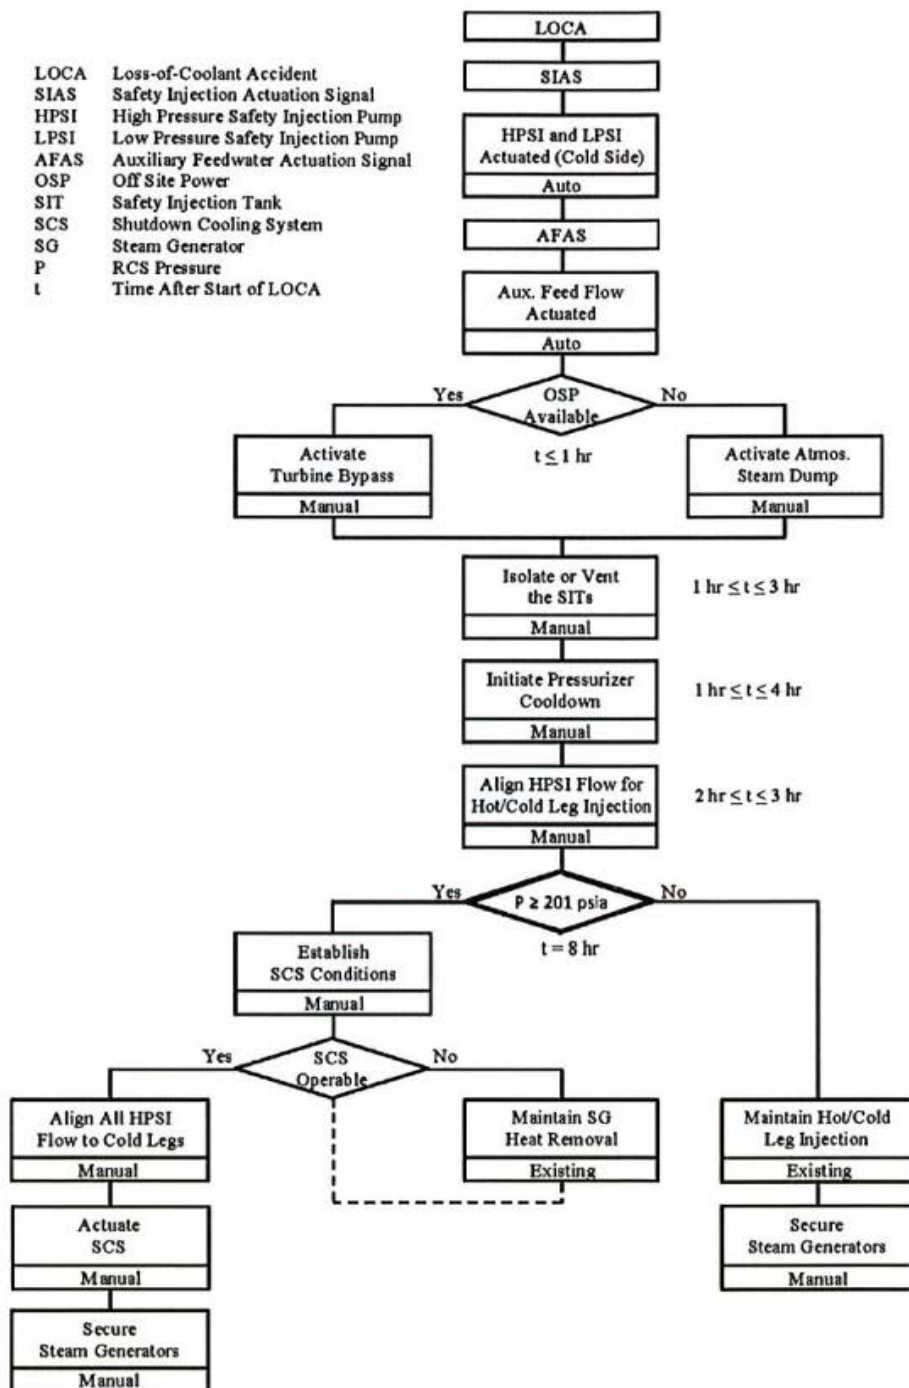 LOCA
SIAS
LOCA Loss-of-Coolant Accident
SIAS Safety Injection Actuation Signal
HPSI High Pressure Safety Injection Pump
LPSI Low Pressure Safety Injection Pump
AFAS Auxiliary Feedwater Actuation Signal
OSP Off Site Power
SIT Safety Injection Tank
SCS Shutdown Cooling System
SG Steam Generator
P RCS Pressure
t Time After Start of LOCA
HPSI and LPSI
Actuated (Cold Side)
Auto
AFAS
Aux. Feed Flow
Actuated
Auto
Yes
OSP
Available
No
t ≤ 1 hr
Activate
Turbine Bypass
Manual
Activate Atmos.
Steam Dump
Manual
Isolate or Vent
the SITs
Manual
1 hr ≤ t ≤ 3 hr
Initiate Pressurizer
Cooldown
Manual
1 hr ≤ t ≤ 4 hr
Align HPSI Flow for
Hot/Cold Leg Injection
Manual
2 hr ≤ t ≤ 3 hr
Yes
P ≥ 201 psia
No
t = 8 hr
Establish
SCS Conditions
Manual
Yes
SCS
Operable
No
Align All HPSI
Flow to Cold Legs
Manual
Maintain SG
Heat Removal
Existing
Maintain Hot/Cold
Leg Injection
Existing
Actuate
SCS
Manual
Secure
Steam Generators
Manual
Secure
Steam Generators
Manual